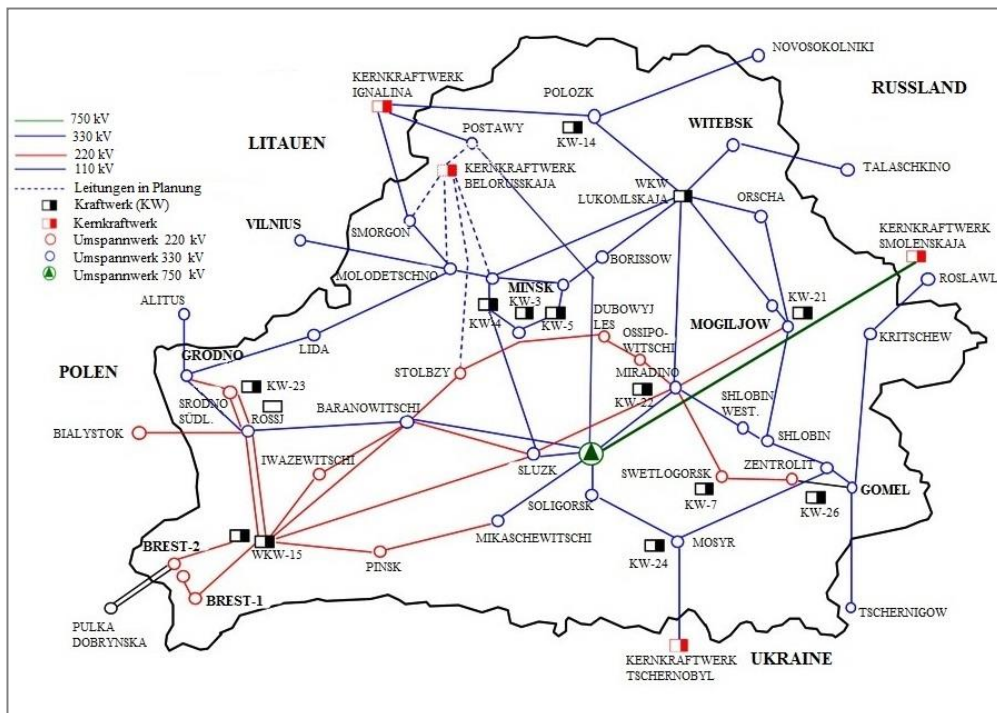 NOVOSOKOLNIKI
KERNKRAFTWERK
IGNALINA
POLOZK
RUSSLAND
750 kV
330 kV
220 kV
110 kV
Leitungen in Planung
Kraftwerk (KW)
Kernkraftwerk
Umspannwerk 220 kV
Umspannwerk 330 kV
Umspannwerk 750 kV
LITAUEN
POSTAWY
KW-14
WITEBSK
KERNKRAFTWERK
BELORUSSKAJA
TALASCHKINO
WKW
LUKOMLSKAJA
ORSCHA
VILNIUS
SMORGON
KERNKRAFTWERK
SMOLENSKAJA
MOLODETSCHNO
BORISSOW
ROSLAWL
ALITUS
MINSK
KW-3
KW-4
KW-5
DUBOWYJ
LES
OSSIPO-
WITSCHI
MOGILJOW
KW-21
KRITSCHEW
LIDA
GRODNO
POLEN
STOLBZY
MIRADINO
KW-22
KW-23
SRODNO
SÜDL.
ROSSJ
BARANOWITSCHI
SHLOBIN
WEST.
SHLOBIN
BIALYSTOK
IWAZEWITSCHI
SLUZK
SWETLOGORSK
ZENTROLIT
KW-7
GOMEL
KW-26
SOLIGORSK
MIKASCHEWITSCHI
BREST-2
WKW-15
PINSK
KW-24
MOSYR
BREST-1
PULKA
DOBRYNSKA
TSCHERNIGOW
KERNKRAFTWERK
TSCHERNOBYL
UKRAINE